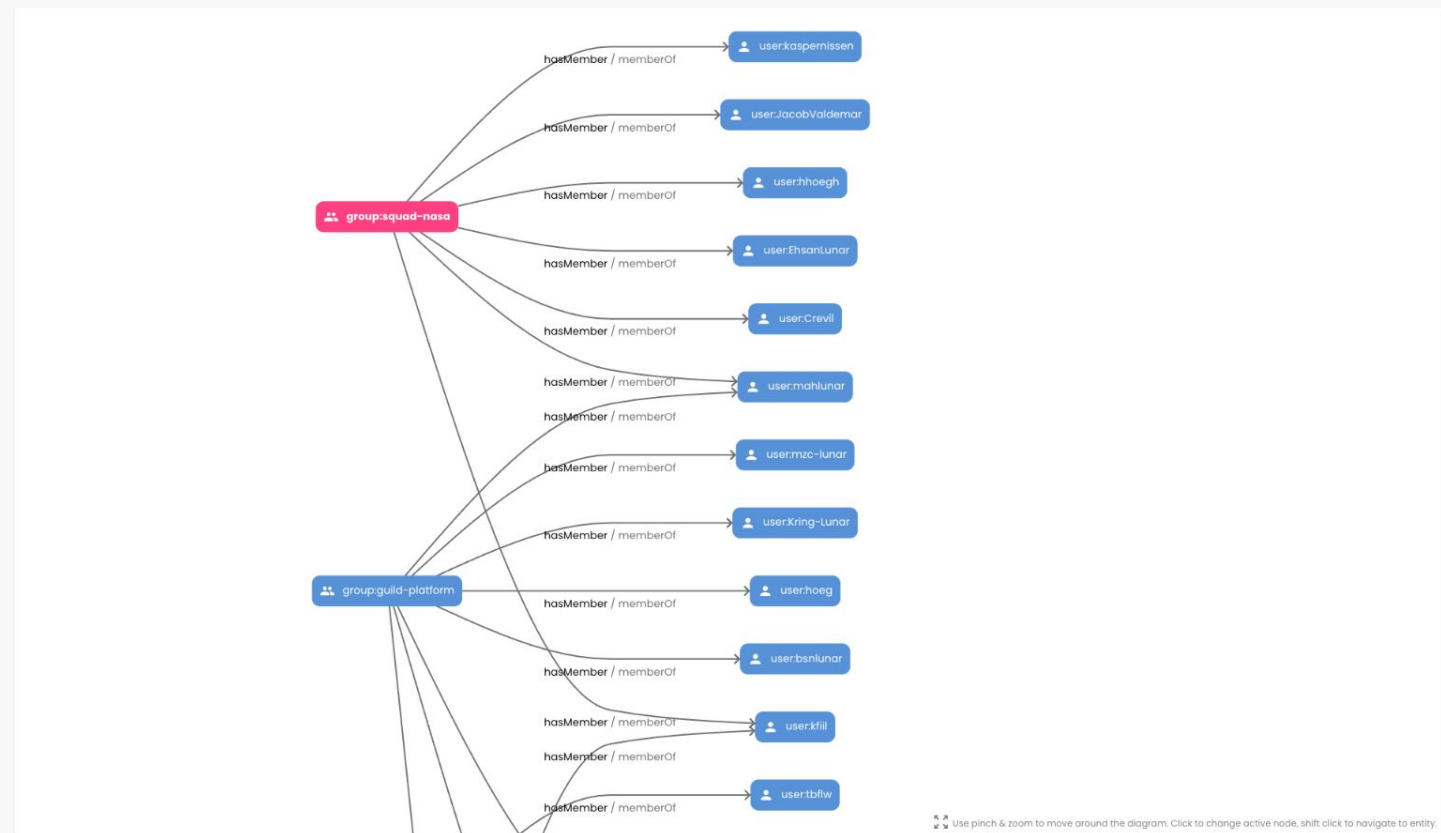 user:kaspernissen
hasMember / memberOf
user:JacobValdemar
hasMember / memberOf
user:hhoegh
hasMember / memberOf
group:squad-nasa
user:EhsanLunar
hasMember / memberOf
user:Crevil
hasMember / memberOf
hasMember / memberOf
user:mahlunar
hasMember / memberOf
user:mzc-lunar
hasMember / memberOf
user:Kring-Lunar
hasMember / memberOf
group:guild-platform
user:hoeg
hasMember / memberOf
user:bsnlunar
hasMember / memberOf
hasMember / memberOf
user:kfiil
hasMember / memberOf
user:tbflw
hasMember / memberOf
Use pinch & zoom to move around the diagram. Click to change active node, shift click to navigate to entity.